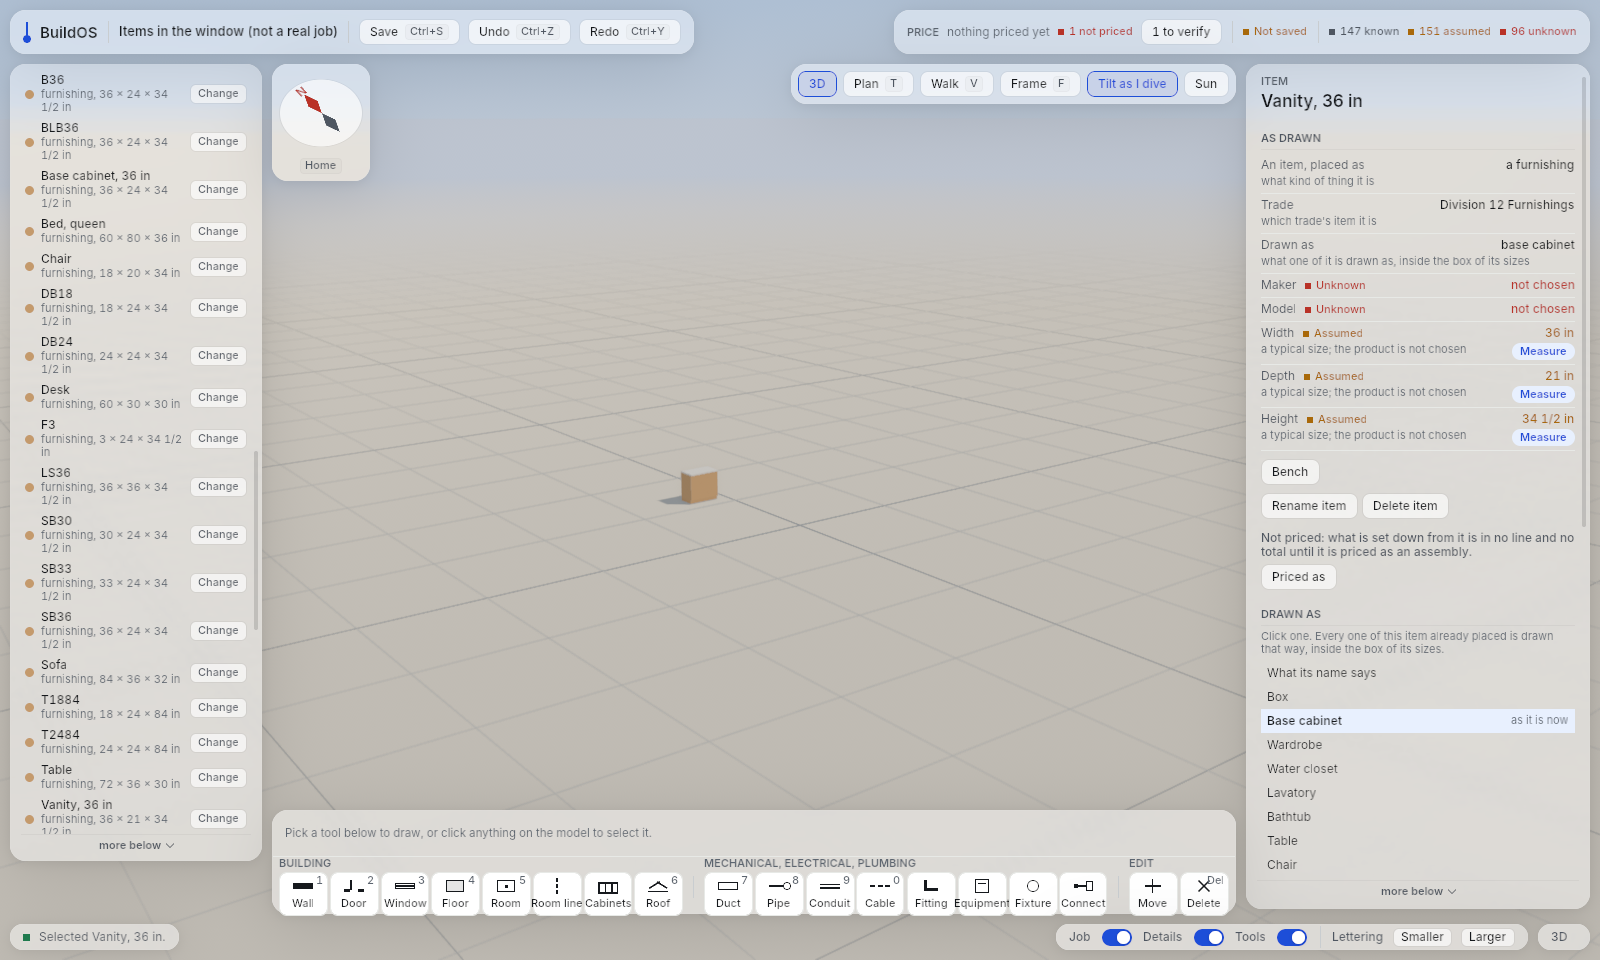 BuildOS
Items in the window (not a real job)
Save Ctrl+S
Undo Ctrl+Z
Redo Ctrl+Y
PRICE nothing priced yet 1 not priced 1 to verify Not saved 147 known 151 assumed 96 unknown
B36
furnishing, 36 × 24 × 34
1/2 in
Change
BLB36
furnishing, 36 × 24 × 34
1/2 in
Change
Base cabinet, 36 in
furnishing, 36 × 24 × 34
1/2 in
Change
Bed, queen
furnishing, 60 × 80 × 36 in
Change
Chair
furnishing, 18 × 20 × 34 in
Change
DB18
furnishing, 18 × 24 × 34
1/2 in
Change
DB24
furnishing, 24 × 24 × 34
1/2 in
Change
Desk
furnishing, 60 × 30 × 30 in
Change
F3
furnishing, 3 × 24 × 34 1/2
in
Change
LS36
furnishing, 36 × 36 × 34
1/2 in
Change
SB30
furnishing, 30 × 24 × 34
1/2 in
Change
SB33
furnishing, 33 × 24 × 34
1/2 in
Change
SB36
furnishing, 36 × 24 × 34
1/2 in
Change
Sofa
furnishing, 84 × 36 × 32 in
Change
T1884
furnishing, 18 × 24 × 84 in
Change
T2484
furnishing, 24 × 24 × 84 in
Change
Table
furnishing, 72 × 36 × 30 in
Change
Vanity, 36 in
furnishing, 36 × 21 × 34
1/2 in
Change
more below
N
Home
3D
Plan T
Walk V
Frame F
Tilt as I dive
Sun
ITEM
Vanity, 36 in
AS DRAWN
An item, placed as a furnishing
what kind of thing it is
Trade Division 12 Furnishings
which trade's item it is
Drawn as base cabinet
what one of it is drawn as, inside the box of its sizes
Maker Unknown not chosen
Model Unknown not chosen
Width Assumed 36 in
a typical size; the product is not chosen Measure
Depth Assumed 21 in
a typical size; the product is not chosen Measure
Height Assumed 34 1/2 in
a typical size; the product is not chosen Measure
Bench
Rename item Delete item
Not priced: what is set down from it is in no line and no
total until it is priced as an assembly.
Priced as
DRAWN AS
Click one. Every one of this item already placed is drawn
that way, inside the box of its sizes.
What its name says
Box
Base cabinet as it is now
Wardrobe
Water closet
Lavatory
Bathtub
Table
Chair
more below
Pick a tool below to draw, or click anything on the model to select it.
BUILDING
Wall 1
Door 2
Window 3
Floor 4
Room 5
Room line
Cabinets
Roof 6
MECHANICAL, ELECTRICAL, PLUMBING
Duct 7
Pipe 8
Conduit 9
Cable 0
Fitting
Equipment
Fixture
Connect
EDIT
Move
Delete Del
Selected Vanity, 36 in.
Job Details Tools Lettering Smaller Larger
3D